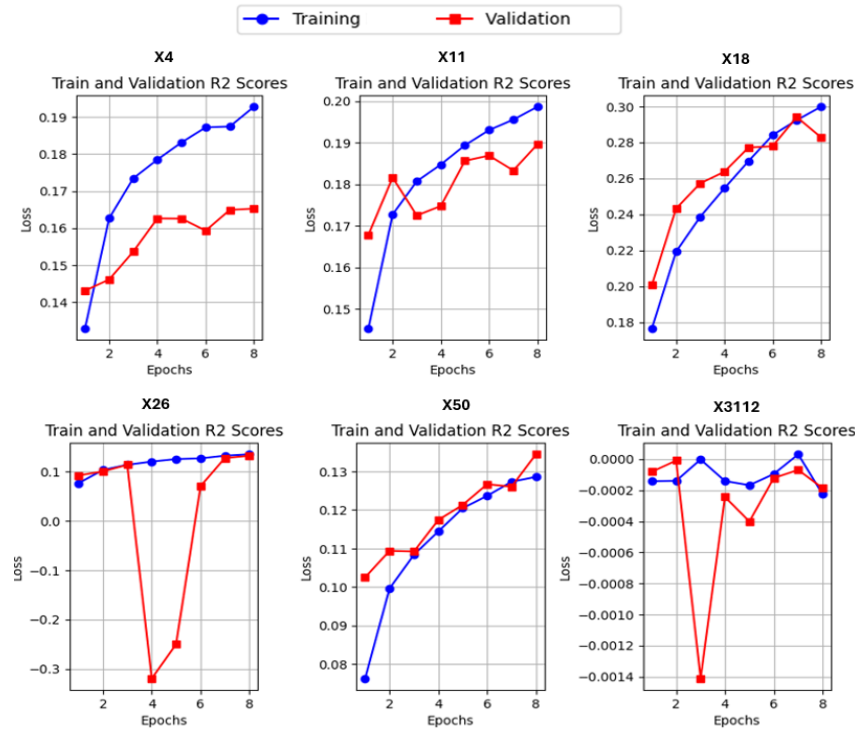 Training Validation
X4
Train and Validation R2 Scores
0.19
0.18
0.17
0.16
0.15
0.14
Loss
2 4 6 8
Epochs
X11
Train and Validation R2 Scores
0.20
0.19
0.18
0.17
0.16
0.15
Loss
2 4 6 8
Epochs
X18
Train and Validation R2 Scores
0.30
0.28
0.26
0.24
0.22
0.20
0.18
Loss
2 4 6 8
Epochs
X26
Train and Validation R2 Scores
0.1
0.0
−0.1
−0.2
−0.3
Loss
2 4 6 8
Epochs
X50
Train and Validation R2 Scores
0.13
0.12
0.11
0.10
0.09
0.08
Loss
2 4 6 8
Epochs
X3112
Train and Validation R2 Scores
0.0000
−0.0002
−0.0004
−0.0006
−0.0008
−0.0010
−0.0012
−0.0014
Loss
2 4 6 8
Epochs